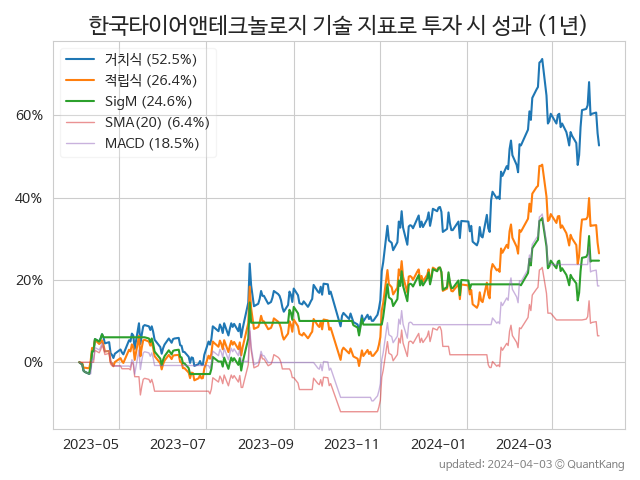 한국타이어앤테크놀로지 기술 지표로 투자 시 성과 (1년)
거치식 (52.5%)
적립식 (26.4%)
SigM (24.6%)
SMA(20) (6.4%)
MACD (18.5%)
60%
40%
20%
0%
2023-05 2023-07 2023-09 2023-11 2024-01 2024-03
updated: 2024-04-03 © QuantKang